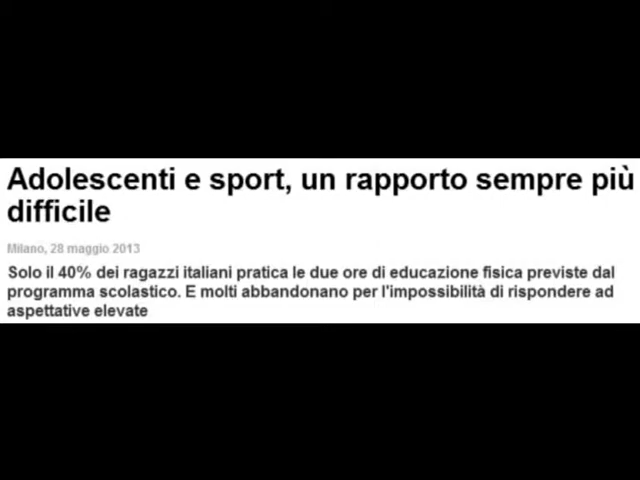 Adolescenti e sport, un rapporto sempre più
difficile
Milano, 28 maggio 2013
Solo il 40% dei ragazzi italiani pratica le due ore di educazione fisica previste dal
programma scolastico. E molti abbandonano per l'impossibilità di rispondere ad
aspettative elevate